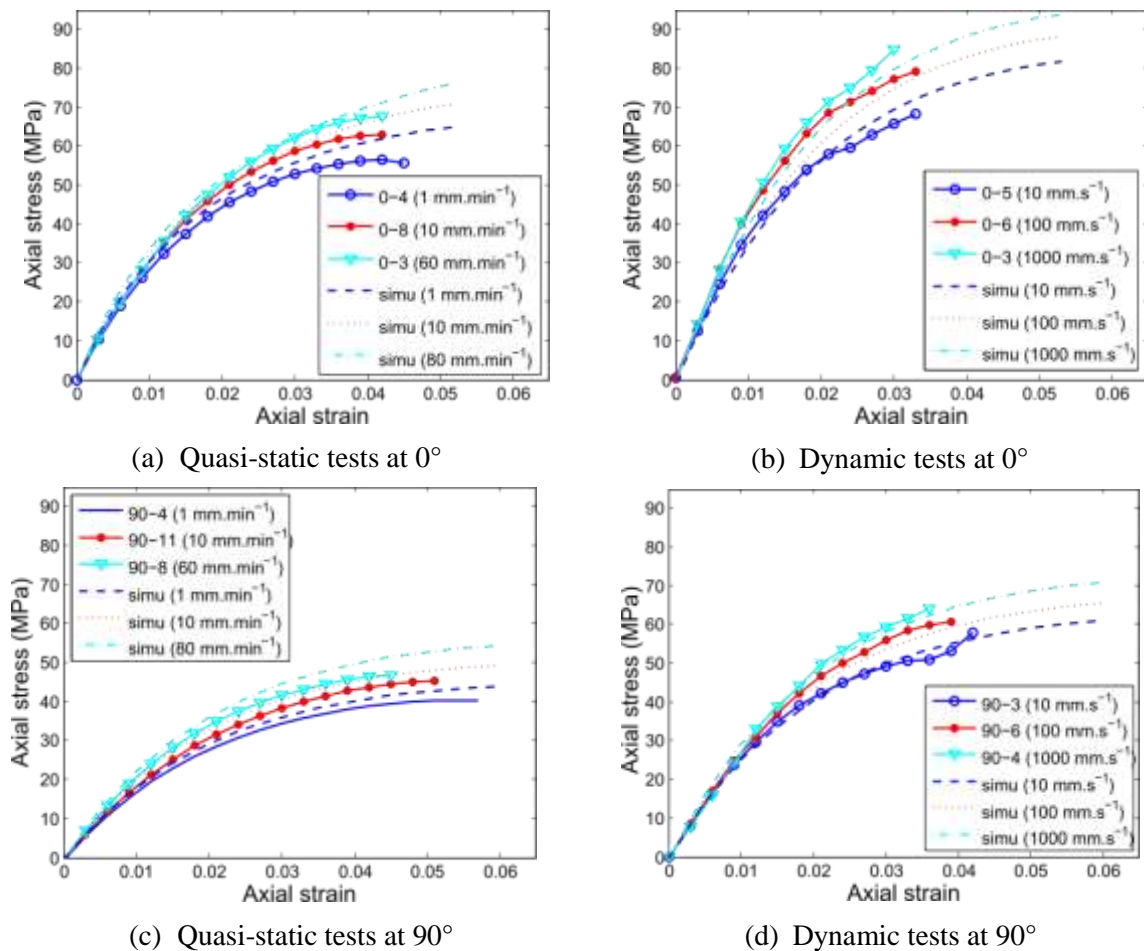 90
80
70
60
50
40
30
20
10
0
Axial stress (MPa)
0–4 (1 mm.min⁻¹)
0–8 (10 mm.min⁻¹)
0–3 (60 mm.min⁻¹)
simu (1 mm.min⁻¹)
simu (10 mm.min⁻¹)
simu (80 mm.min⁻¹)
0 0.01 0.02 0.03 0.04 0.05 0.06
Axial strain
(a) Quasi-static tests at 0°
90
80
70
60
50
40
30
20
10
0
Axial stress (MPa)
0–5 (10 mm.s⁻¹)
0–6 (100 mm.s⁻¹)
0–3 (1000 mm.s⁻¹)
simu (10 mm.s⁻¹)
simu (100 mm.s⁻¹)
simu (1000 mm.s⁻¹)
0 0.01 0.02 0.03 0.04 0.05 0.06
Axial strain
(b) Dynamic tests at 0°
90
80
70
60
50
40
30
20
10
0
Axial stress (MPa)
90–4 (1 mm.min⁻¹)
90–11 (10 mm.min⁻¹)
90–8 (60 mm.min⁻¹)
simu (1 mm.min⁻¹)
simu (10 mm.min⁻¹)
simu (80 mm.min⁻¹)
0 0.01 0.02 0.03 0.04 0.05 0.06
Axial strain
(c) Quasi-static tests at 90°
90
80
70
60
50
40
30
20
10
0
Axial stress (MPa)
90–3 (10 mm.s⁻¹)
90–6 (100 mm.s⁻¹)
90–4 (1000 mm.s⁻¹)
simu (10 mm.s⁻¹)
simu (100 mm.s⁻¹)
simu (1000 mm.s⁻¹)
0 0.01 0.02 0.03 0.04 0.05 0.06
Axial strain
(d) Dynamic tests at 90°